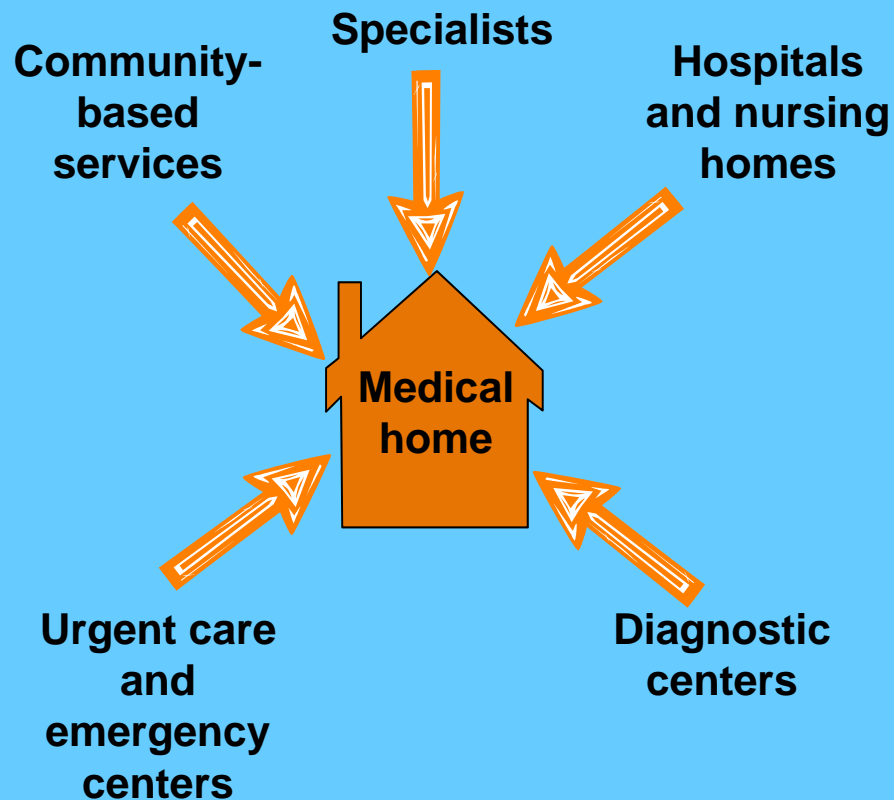 Specialists
Community-
based
services
Hospitals
and nursing
homes
Medical
home
Urgent care
and
emergency
centers
Diagnostic
centers